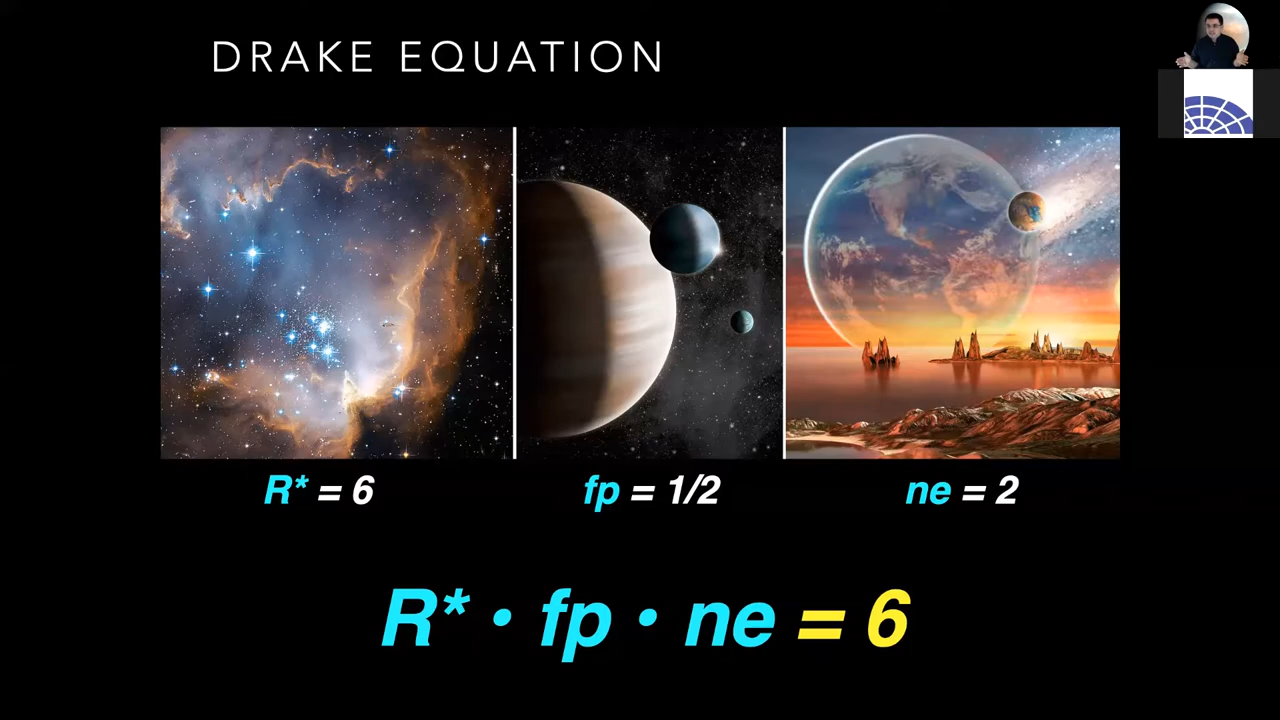 DRAKE EQUATION
R* = 6
fp = 1/2
ne = 2
R* • fp • ne = 6